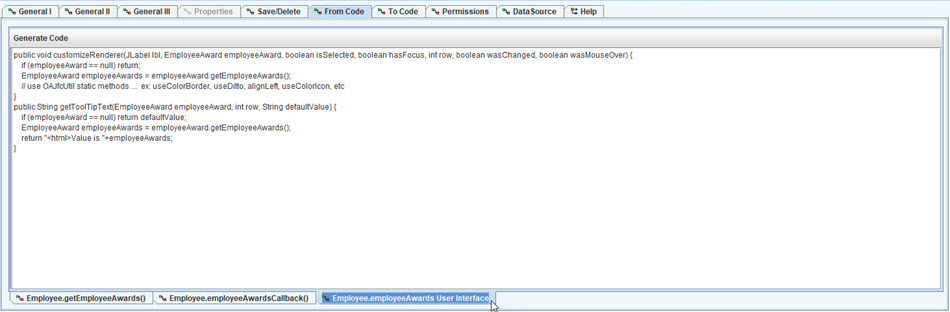 General I General II General III Properties Save/Delete From Code To Code Permissions DataSource Help
Generate Code
public void customizeRenderer(JLabel lbl, EmployeeAward employeeAward, boolean isSelected, boolean hasFocus, int row, boolean wasChanged, boolean wasMouseOver) {
if (employeeAward == null) return;
EmployeeAward employeeAwards = employeeAward.getEmployeeAwards();
// use OAJfcUtil static methods ... ex: useColorBorder, useDitto, alignLeft, useColorIcon, etc
}
public String getToolTipText(EmployeeAward employeeAward, int row, String defaultValue) {
if (employeeAward == null) return defaultValue;
EmployeeAward employeeAwards = employeeAward.getEmployeeAwards();
return "<html>Value is "+employeeAwards;
}
Employee.getEmployeeAwards() Employee.employeeAwardsCallback() Employee.employeeAwards User Interface